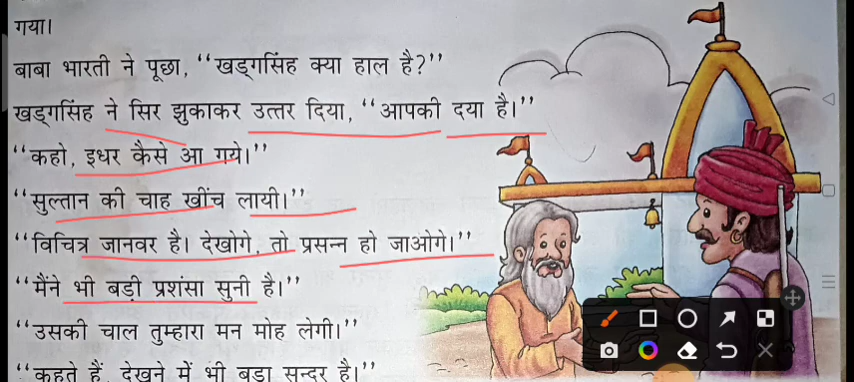 गया।
बाबा भारती ने पूछा, ‘‘खड्गसिंह क्या हाल है?’’
खड्गसिंह ने सिर झुकाकर उत्तर दिया, ‘‘आपकी दया है।’’
‘‘कहो, इधर कैसे आ गये।’’
‘‘सुल्तान की चाह खींच लायी।’’
‘‘विचित्र जानवर है। देखोगे, तो प्रसन्न हो जाओगे।’’
‘‘मैंने भी बड़ी प्रशंसा सुनी है।’’
‘‘उसकी चाल तुम्हारा मन मोह लेगी।’’
‘‘कहते हैं, देखने में भी बड़ा सुन्दर है।’’